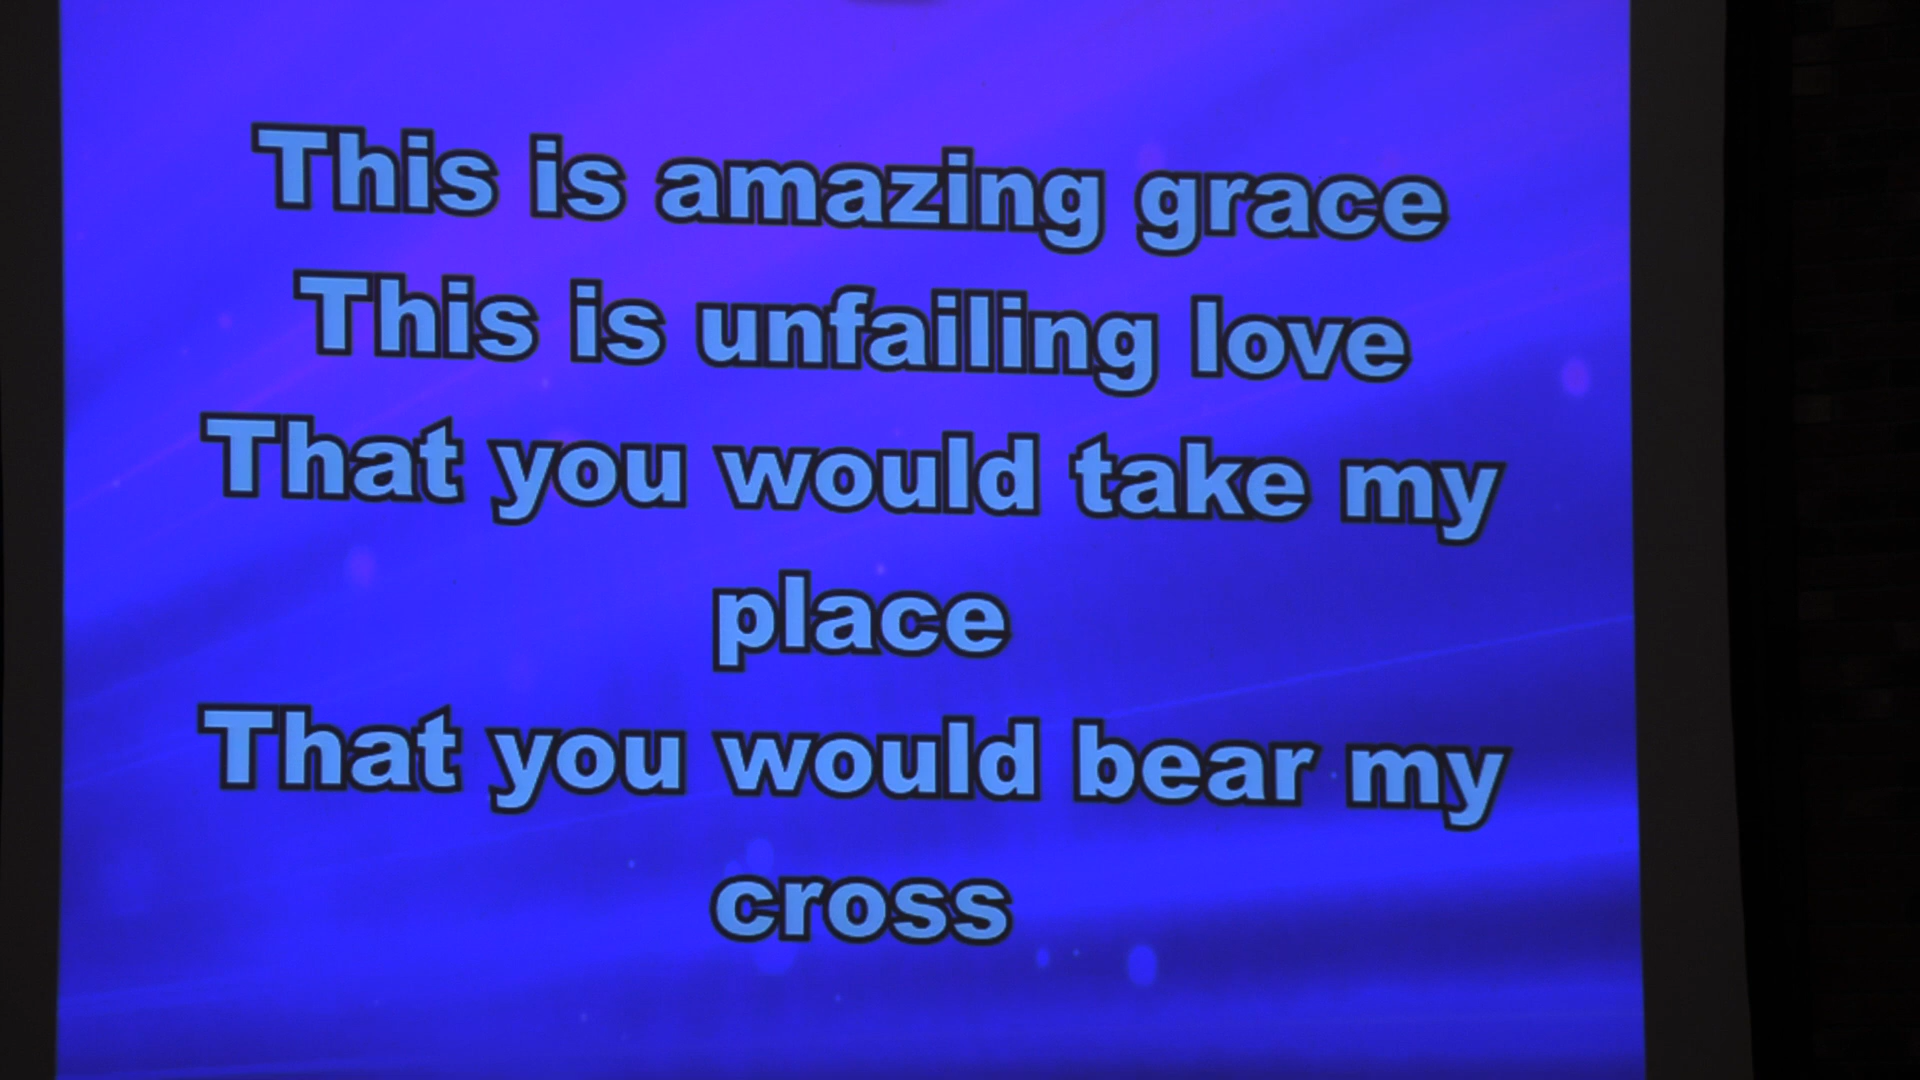 This is amazing grace
This is unfailing love
That you would take my
place
That you would bear my
cross